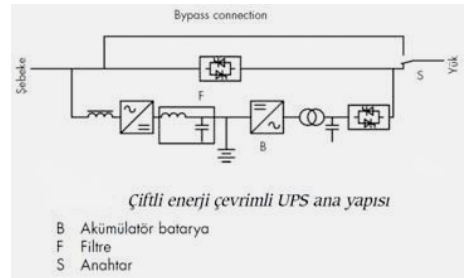 Bypass connection
Şebeke
Yük
S
F
B
Çiftli enerji çevrimli UPS ana yapısı
B Akümülatör batarya
F Filtre
S Anahtar